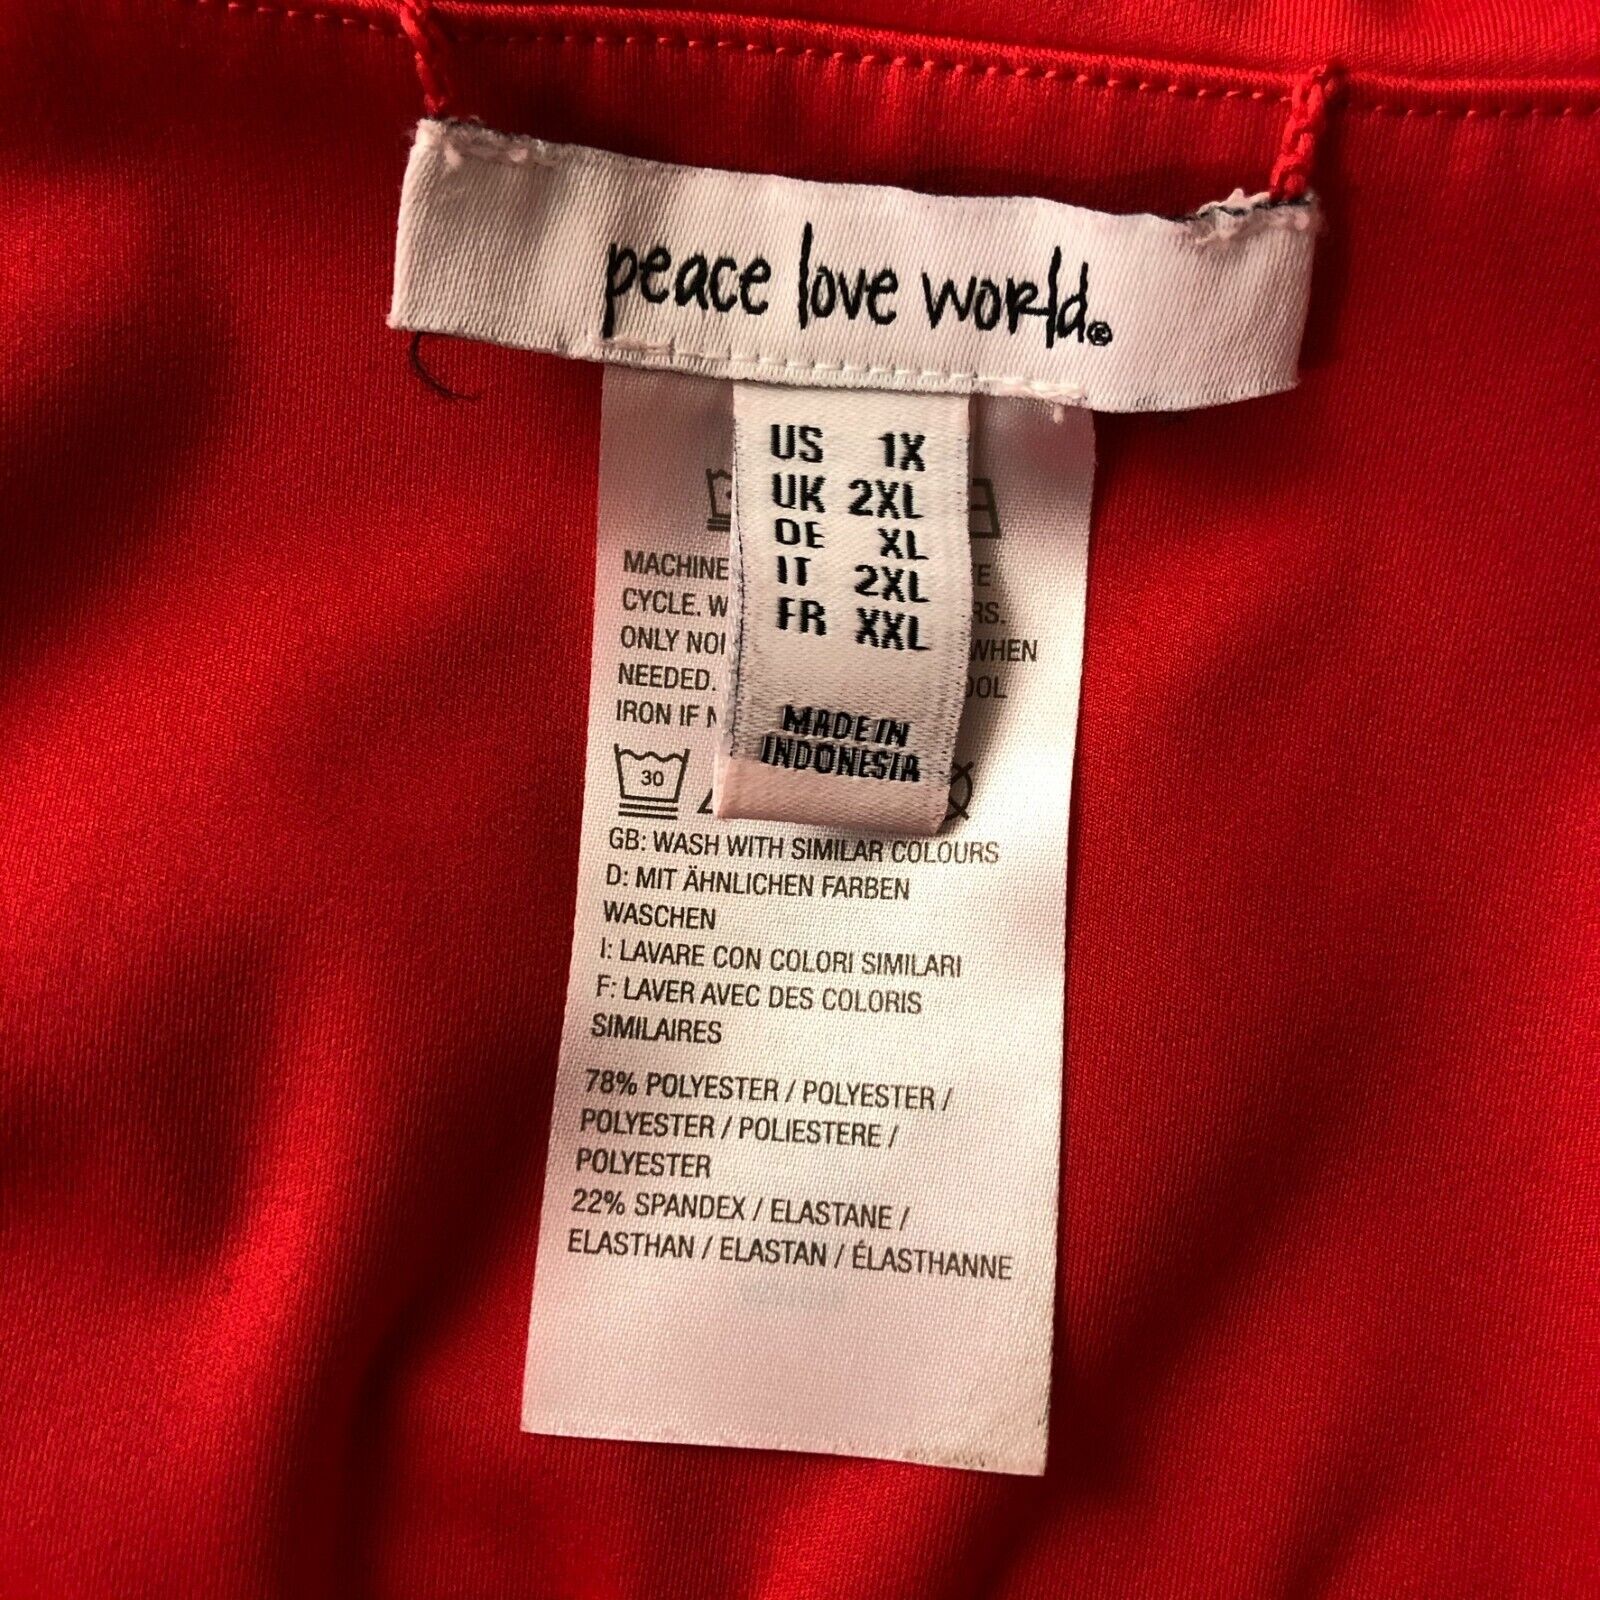 peace love world®
US 1X
UK 2XL
DE XL
IT 2XL
FR XXL
MADE IN
INDONESIA
MACHINE
CYCLE.
ONLY
WHEN
NEEDED.
IRON IF
30
GB: WASH WITH SIMILAR COLOURS
D: MIT ÄHNLICHEN FARBEN
WASCHEN
I: LAVARE CON COLORI SIMILARI
F: LAVER AVEC DES COLORIS
SIMILAIRES
78% POLYESTER / POLYESTER /
POLYESTER / POLIESTERE /
POLYESTER
22% SPANDEX / ELASTANE /
ELASTHAN / ELASTAN / ÉLASTHANNE